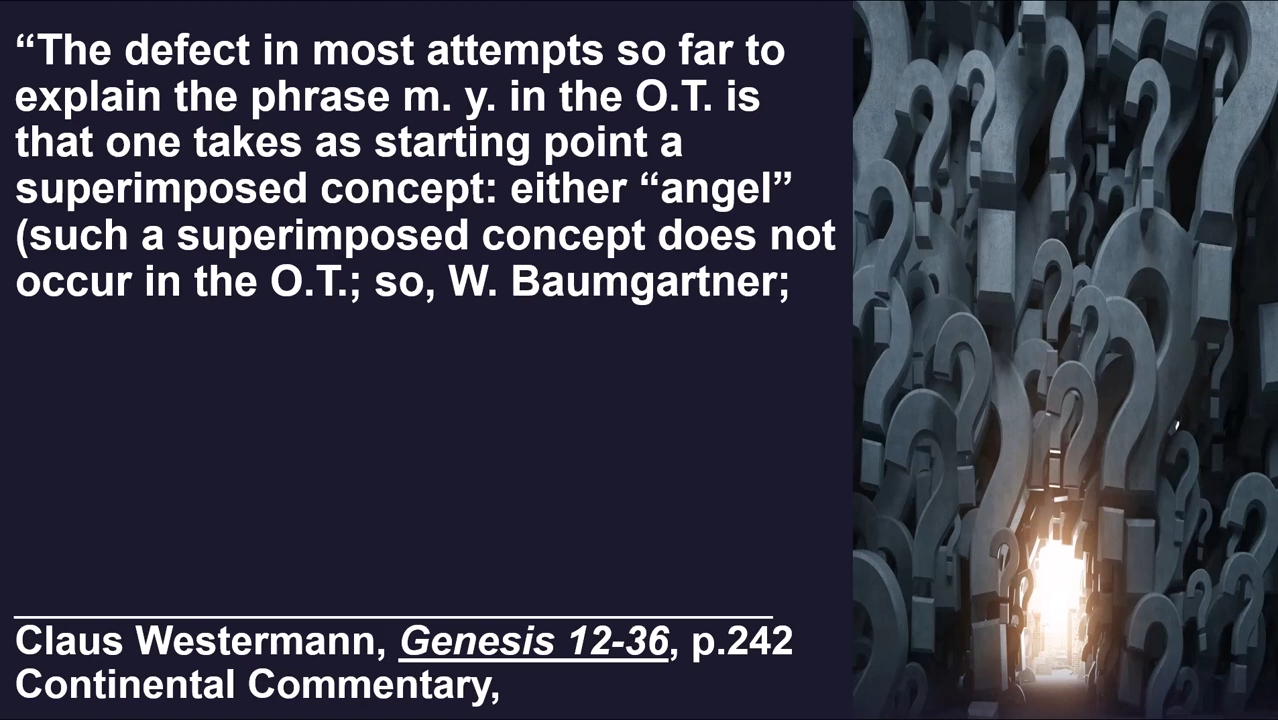 “The defect in most attempts so far to
explain the phrase m. y. in the O.T. is
that one takes as starting point a
superimposed concept: either “angel”
(such a superimposed concept does not
occur in the O.T.; so, W. Baumgartner;
Claus Westermann, Genesis 12-36, p.242
Continental Commentary,